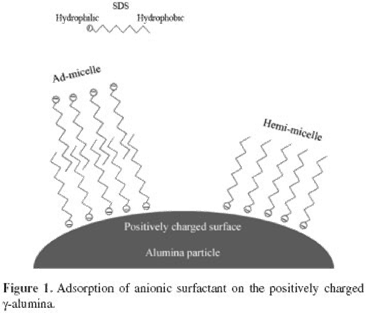 SDS
Hydrophilic Hydrophobic
Ad-micelle
Hemi-micelle
Positively charged surface
Alumina particle
Figure 1. Adsorption of anionic surfactant on the positively charged
γ-alumina.